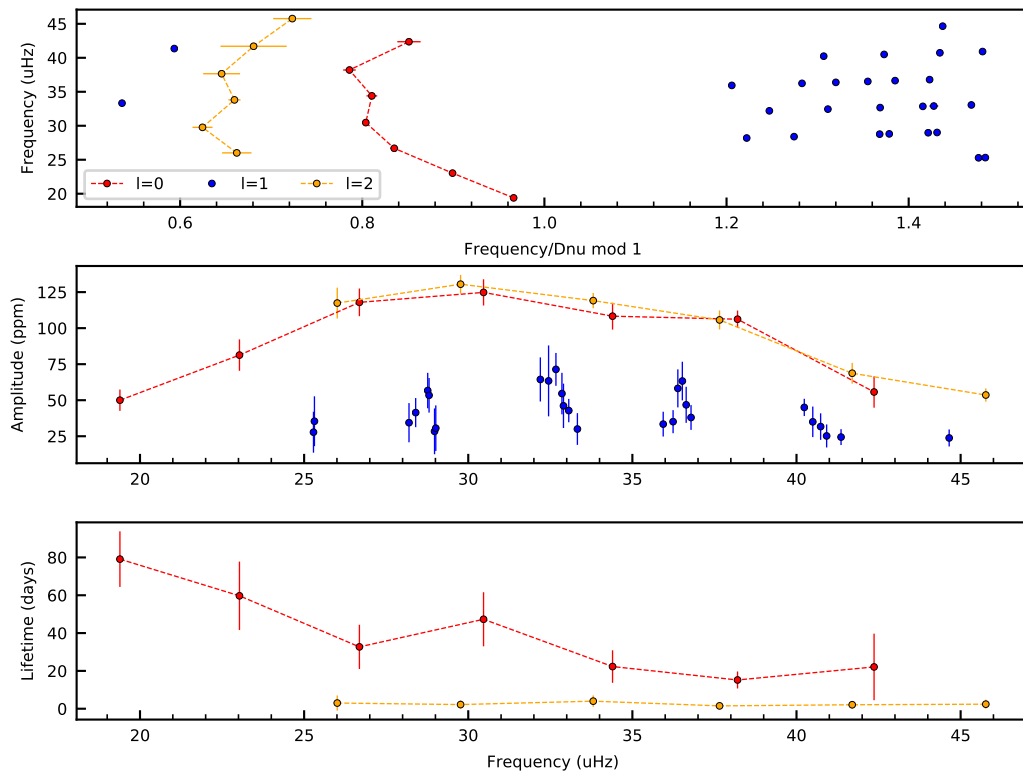 45
40
35
30
25
20
Frequency (uHz)
l=0 l=1 l=2
0.6 0.8 1.0 1.2 1.4
Frequency/Dnu mod 1
125
100
75
50
25
Amplitude (ppm)
20 25 30 35 40 45
80
60
40
20
0
Lifetime (days)
20 25 30 35 40 45
Frequency (uHz)